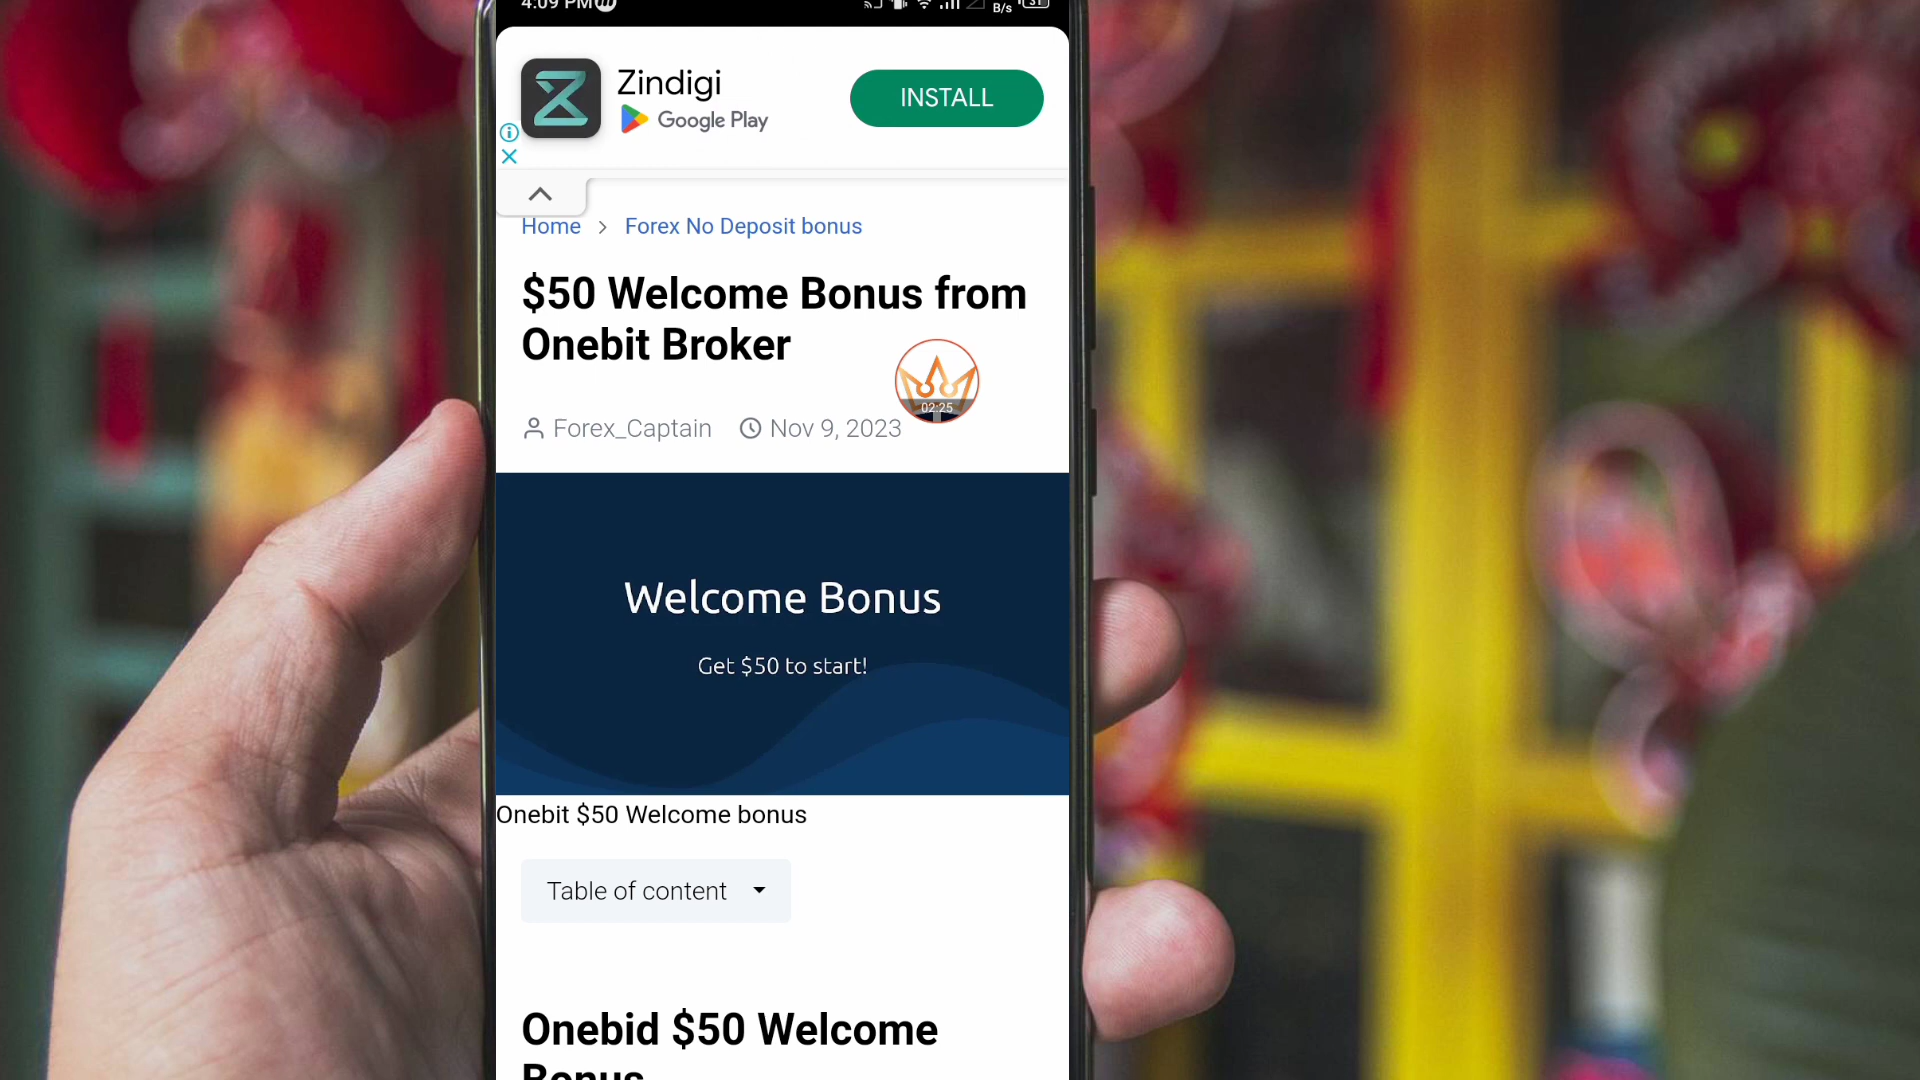 4:09 PM
B/s
31
Zindigi
Google Play
INSTALL
Home > Forex No Deposit bonus
$50 Welcome Bonus from
Onebit Broker
02:25
Forex_Captain
Nov 9, 2023
Welcome Bonus
Get $50 to start!
Onebit $50 Welcome bonus
Table of content
Onebid $50 Welcome
Bonus